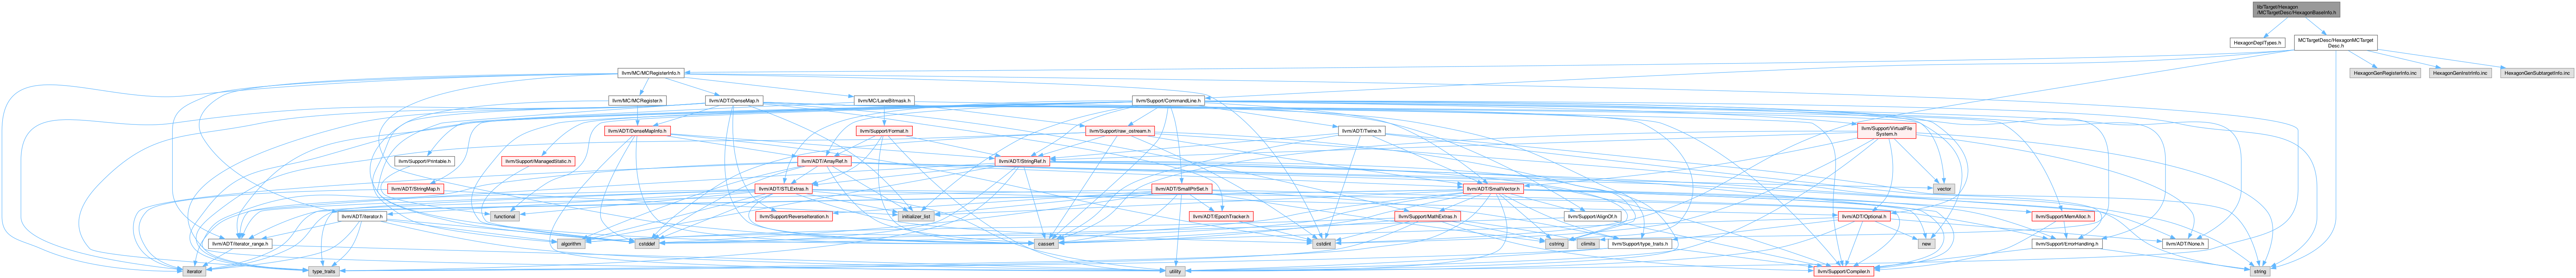 lib/Target/Hexagon
/MCTargetDesc/HexagonBaseInfo.h
HexagonDepITypes.h
MCTargetDesc/HexagonMCTarget
Desc.h
llvm/MC/MCRegisterInfo.h
HexagonGenRegisterInfo.inc
HexagonGenInstrInfo.inc
HexagonGenSubtargetInfo.inc
llvm/MC/MCRegister.h
llvm/ADT/DenseMap.h
llvm/MC/LaneBitmask.h
llvm/Support/CommandLine.h
llvm/ADT/DenseMapInfo.h
llvm/Support/Format.h
llvm/Support/raw_ostream.h
llvm/ADT/Twine.h
llvm/Support/VirtualFile
System.h
llvm/Support/Printable.h
llvm/Support/ManagedStatic.h
llvm/ADT/ArrayRef.h
llvm/ADT/StringRef.h
llvm/ADT/StringMap.h
llvm/ADT/STLExtras.h
llvm/ADT/SmallPtrSet.h
llvm/ADT/SmallVector.h
vector
llvm/ADT/iterator.h
functional
llvm/Support/ReverseIteration.h
initializer_list
llvm/ADT/EpochTracker.h
llvm/Support/MathExtras.h
llvm/Support/AlignOf.h
llvm/ADT/Optional.h
llvm/Support/MemAlloc.h
llvm/ADT/iterator_range.h
algorithm
cstddef
cassert
cstdint
cstring
llvm/Support/type_traits.h
climits
new
llvm/Support/ErrorHandling.h
llvm/ADT/None.h
iterator
type_traits
utility
llvm/Support/Compiler.h
string